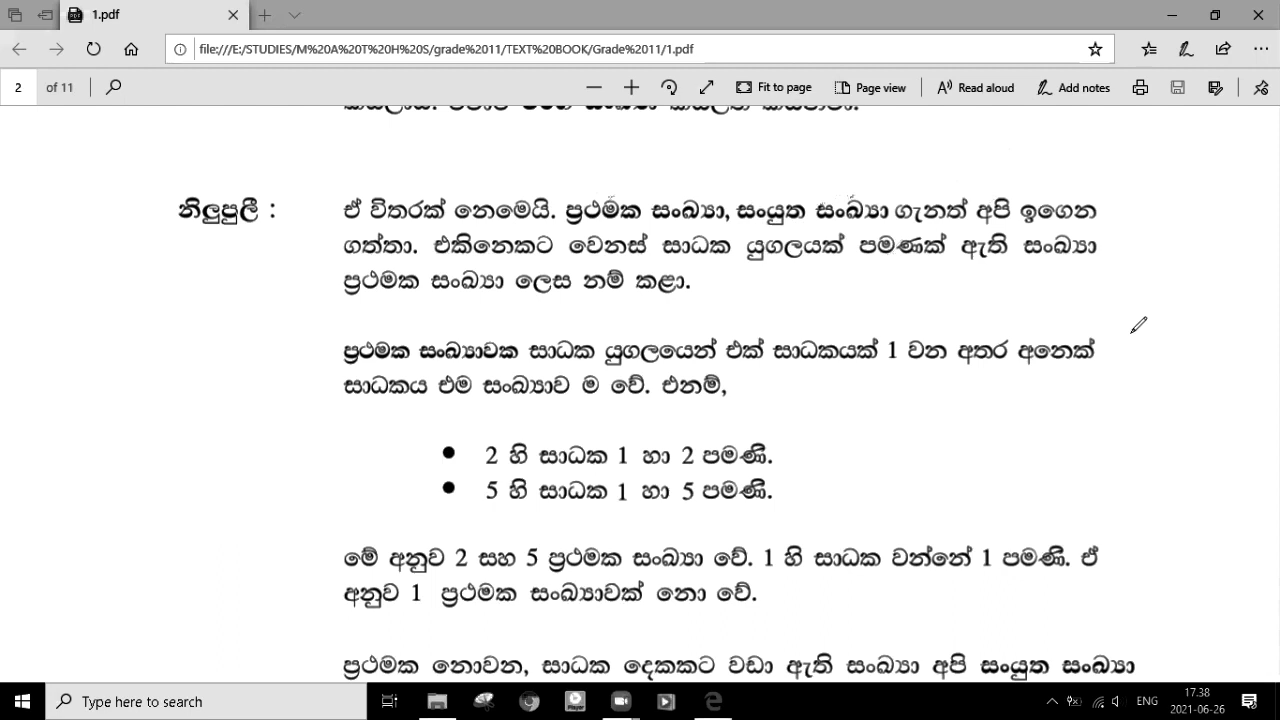 1.pdf
file:///E:/STUDIES/M%20A%20T%20H%20S/grade%2011/TEXT%20BOOK/Grade%2011/1.pdf
2 of 11 Fit to page Page view Read aloud Add notes
නිලුපුලී : ඒ විතරක් නෙමෙයි. ප්‍රථමක සංඛ්‍යා, සංයුත සංඛ්‍යා ගැනත් අපි ඉගෙන
ගත්තා. එකිනෙකට වෙනස් සාධක යුගලයක් පමණක් ඇති සංඛ්‍යා
ප්‍රථමක සංඛ්‍යා ලෙස නම් කළා.
ප්‍රථමක සංඛ්‍යාවක සාධක යුගලයෙන් එක් සාධකයක් 1 වන අතර අනෙක්
සාධකය එම සංඛ්‍යාව ම වේ. එනම්,
• 2 හි සාධක 1 හා 2 පමණි.
• 5 හි සාධක 1 හා 5 පමණි.
මේ අනුව 2 සහ 5 ප්‍රථමක සංඛ්‍යා වේ. 1 හි සාධක වන්නේ 1 පමණි. ඒ
අනුව 1 ප්‍රථමක සංඛ්‍යාවක් නො වේ.
ප්‍රථමක නොවන, සාධක දෙකකට වඩා ඇති සංඛ්‍යා අපි සංයුත සංඛ්‍යා
Type here to search
Player
ENG
17.38
2021-06-26